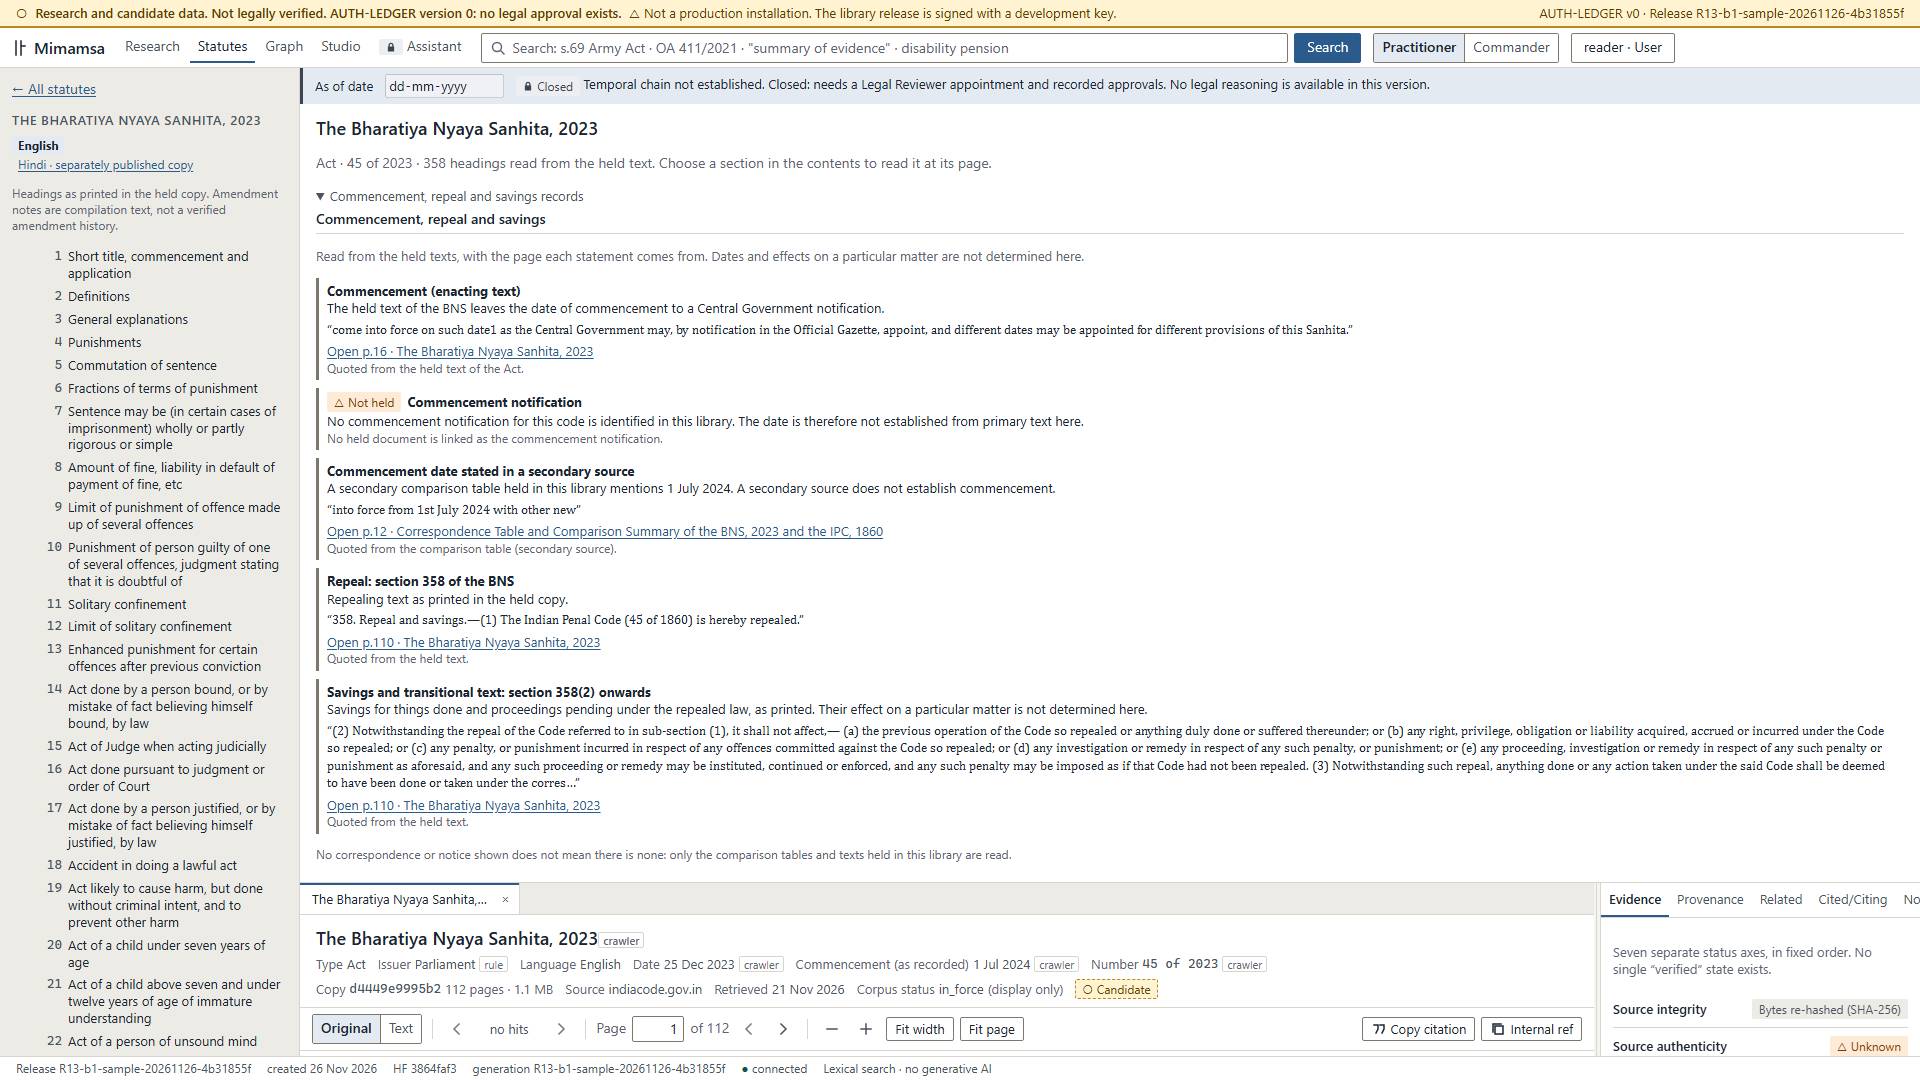 Research and candidate data. Not legally verified. AUTH-LEDGER version 0: no legal approval exists. ⚠ Not a production installation. The library release is signed with a development key.
AUTH-LEDGER v0 · Release R13-b1-sample-20261126-4b31855f
Mimamsa Research Statutes Graph Studio Assistant
Search: s.69 Army Act · OA 411/2021 · "summary of evidence" · disability pension
Search Practitioner Commander reader · User
← All statutes
THE BHARATIYA NYAYA SANHITA, 2023
English
Hindi · separately published copy
Headings as printed in the held copy. Amendment
notes are compilation text, not a verified
amendment history.
1 Short title, commencement and
application
2 Definitions
3 General explanations
4 Punishments
5 Commutation of sentence
6 Fractions of terms of punishment
7 Sentence may be (in certain cases of
imprisonment) wholly or partly
rigorous or simple
8 Amount of fine, liability in default of
payment of fine, etc
9 Limit of punishment of offence made
up of several offences
10 Punishment of person guilty of one
of several offences, judgment stating
that it is doubtful of
11 Solitary confinement
12 Limit of solitary confinement
13 Enhanced punishment for certain
offences after previous conviction
14 Act done by a person bound, or by
mistake of fact believing himself
bound, by law
15 Act of Judge when acting judicially
16 Act done pursuant to judgment or
order of Court
17 Act done by a person justified, or by
mistake of fact believing himself
justified, by law
18 Accident in doing a lawful act
19 Act likely to cause harm, but done
without criminal intent, and to
prevent other harm
20 Act of a child under seven years of
age
21 Act of a child above seven and under
twelve years of age of immature
understanding
22 Act of a person of unsound mind
As of date dd-mm-yyyy Closed Temporal chain not established. Closed: needs a Legal Reviewer appointment and recorded approvals. No legal reasoning is available in this version.
The Bharatiya Nyaya Sanhita, 2023
Act · 45 of 2023 · 358 headings read from the held text. Choose a section in the contents to read it at its page.
▼ Commencement, repeal and savings records
Commencement, repeal and savings
Read from the held texts, with the page each statement comes from. Dates and effects on a particular matter are not determined here.
Commencement (enacting text)
The held text of the BNS leaves the date of commencement to a Central Government notification.
“come into force on such date1 as the Central Government may, by notification in the Official Gazette, appoint, and different dates may be appointed for different provisions of this Sanhita.”
Open p.16 · The Bharatiya Nyaya Sanhita, 2023
Quoted from the held text of the Act.
⚠ Not held Commencement notification
No commencement notification for this code is identified in this library. The date is therefore not established from primary text here.
No held document is linked as the commencement notification.
Commencement date stated in a secondary source
A secondary comparison table held in this library mentions 1 July 2024. A secondary source does not establish commencement.
“into force from 1st July 2024 with other new”
Open p.12 · Correspondence Table and Comparison Summary of the BNS, 2023 and the IPC, 1860
Quoted from the comparison table (secondary source).
Repeal: section 358 of the BNS
Repealing text as printed in the held copy.
“358. Repeal and savings.—(1) The Indian Penal Code (45 of 1860) is hereby repealed.”
Open p.110 · The Bharatiya Nyaya Sanhita, 2023
Quoted from the held text.
Savings and transitional text: section 358(2) onwards
Savings for things done and proceedings pending under the repealed law, as printed. Their effect on a particular matter is not determined here.
“(2) Notwithstanding the repeal of the Code referred to in sub-section (1), it shall not affect,— (a) the previous operation of the Code so repealed or anything duly done or suffered thereunder; or (b) any right, privilege, obligation or liability acquired, accrued or incurred under the Code
so repealed; or (c) any penalty, or punishment incurred in respect of any offences committed against the Code so repealed; or (d) any investigation or remedy in respect of any such penalty, or punishment; or (e) any proceeding, investigation or remedy in respect of any such penalty or
punishment as aforesaid, and any such proceeding or remedy may be instituted, continued or enforced, and any such penalty may be imposed as if that Code had not been repealed. (3) Notwithstanding such repeal, anything done or any action taken under the said Code shall be deemed
to have been done or taken under the corres…”
Open p.110 · The Bharatiya Nyaya Sanhita, 2023
Quoted from the held text.
No correspondence or notice shown does not mean there is none: only the comparison tables and texts held in this library are read.
The Bharatiya Nyaya Sanhita,... ×
The Bharatiya Nyaya Sanhita, 2023 crawler
Type Act Issuer Parliament rule Language English Date 25 Dec 2023 crawler Commencement (as recorded) 1 Jul 2024 crawler Number 45 of 2023 crawler
Copy d4449e9995b2 112 pages · 1.1 MB Source indiacode.gov.in Retrieved 21 Nov 2026 Corpus status in_force (display only) Candidate
Original Text no hits Page 1 of 112 Fit width Fit page Copy citation Internal ref
Evidence Provenance Related Cited/Citing No
Seven separate status axes, in fixed order. No
single “verified” state exists.
Source integrity Bytes re-hashed (SHA-256)
Source authenticity ⚠ Unknown
Release R13-b1-sample-20261126-4b31855f created 26 Nov 2026 HF 3864faf3 generation R13-b1-sample-20261126-4b31855f ● connected Lexical search · no generative AI